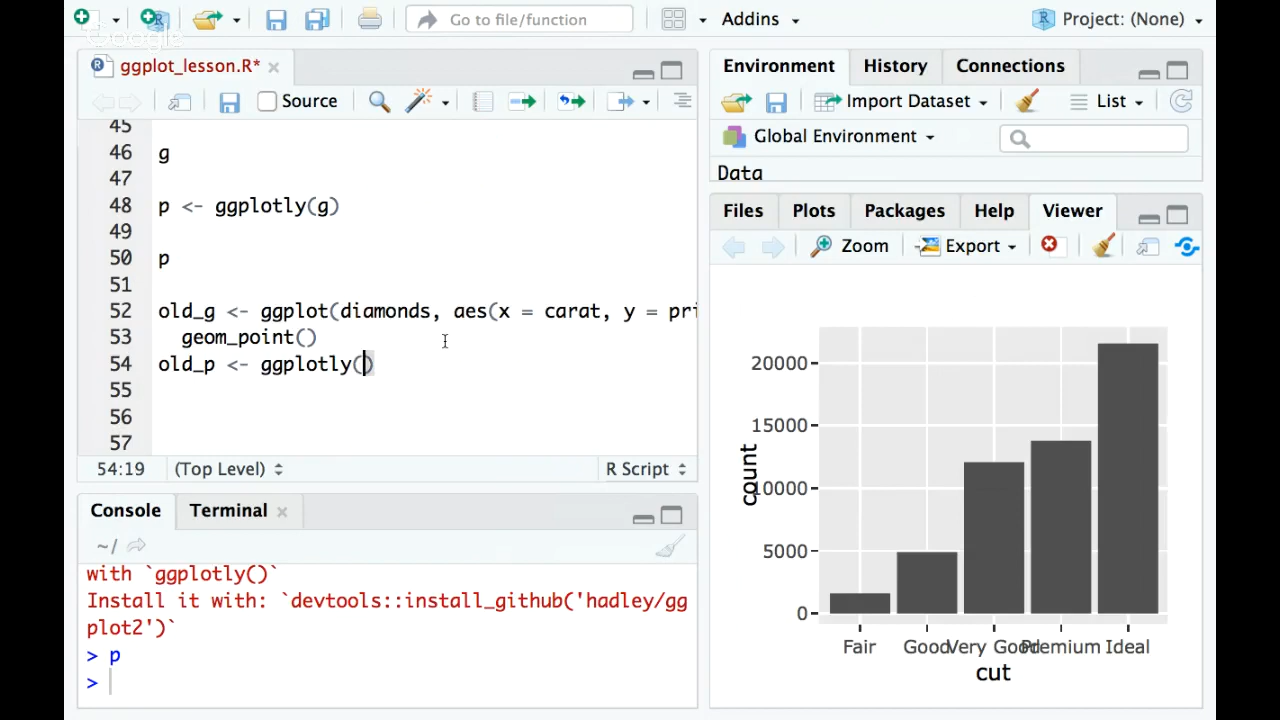 Go to file/function
Addins
Project: (None)
Google
ggplot_lesson.R*
Source
45
46 g
47
48 p <- ggplotly(g)
49
50 p
51
52 old_g <- ggplot(diamonds, aes(x = carat, y = pri
53 geom_point()
54 old_p <- ggplotly()
55
56
57
54:19 (Top Level) R Script
Console Terminal
~/
with `ggplotly()`
Install it with: `devtools::install_github('hadley/gg
plot2')`
> p
>
Environment History Connections
Import Dataset List
Global Environment
Data
Files Plots Packages Help Viewer
Zoom Export
20000
15000
10000
5000
0
count
Fair Good Very Good Premium Ideal
cut